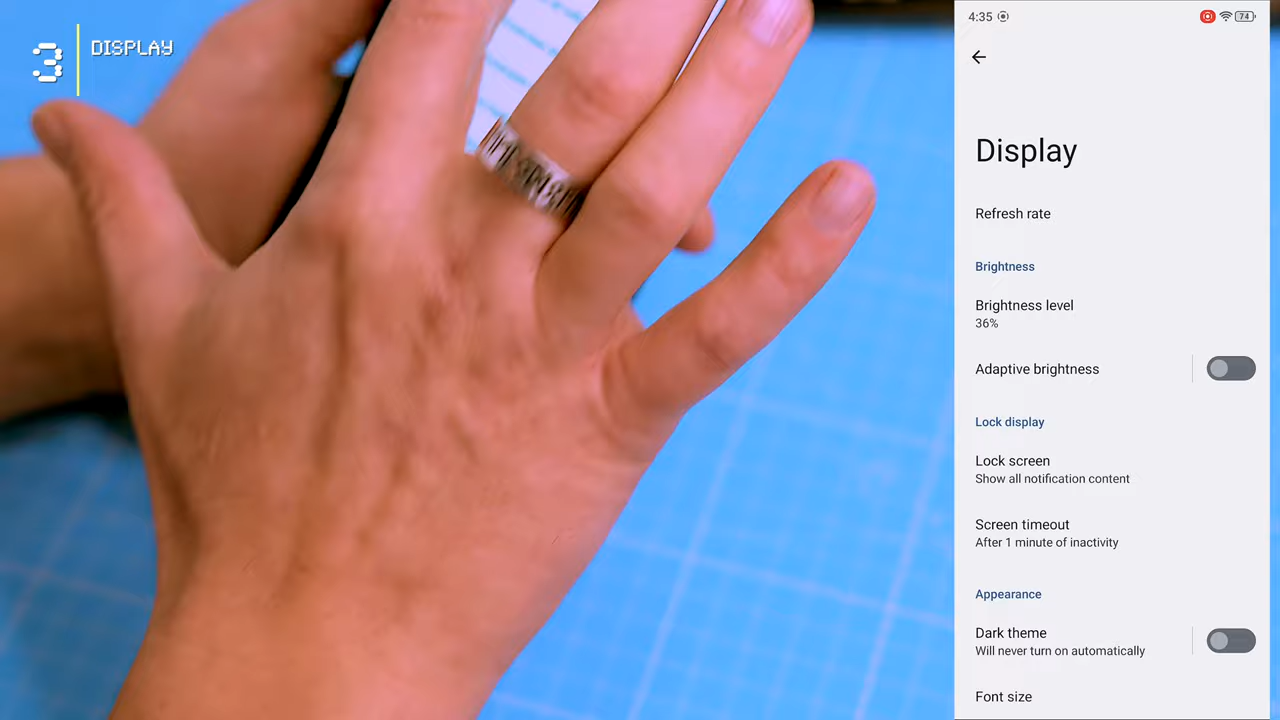 3
DISPLAY
4:35
74
Display
Refresh rate
Brightness
Brightness level
36%
Adaptive brightness
Lock display
Lock screen
Show all notification content
Screen timeout
After 1 minute of inactivity
Appearance
Dark theme
Will never turn on automatically
Font size